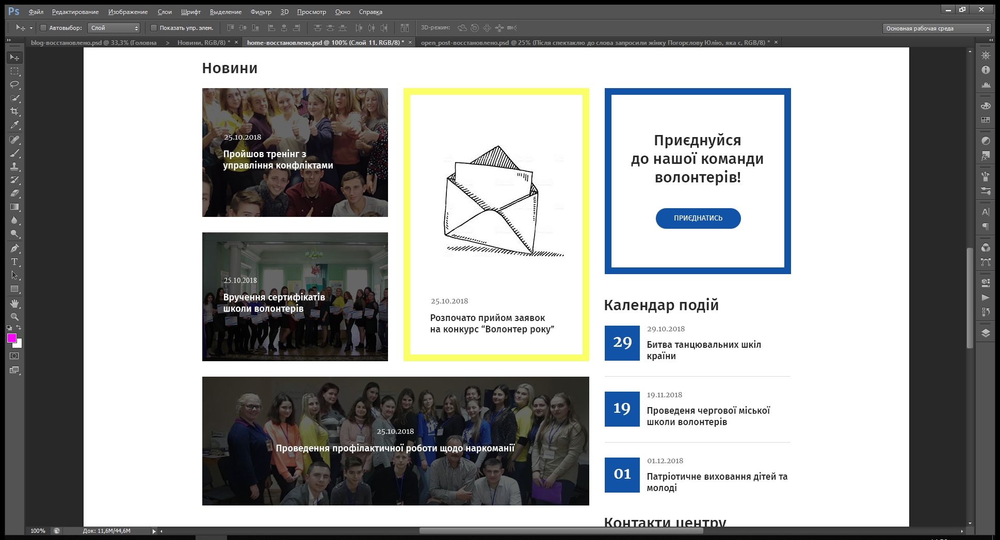 Ps Файл Редактирование Изображение Слои Шрифт Выделение Фильтр 3D Просмотр Окно Справка
Автовыбор: Слой Показать упр. элем. 3D-режим: Основная рабочая среда
blog-восстановлено.psd @ 33,3% (Головна > Новини, RGB/8) * × home-восстановлено.psd @ 100% (Слой 11, RGB/8) * × open_post-восстановлено.psd @ 25% (Після спектаклю до слова запросили жінку Погорєлову Юлію, яка с, RGB/8) * ×
Новини
25.10.2018
Пройшов тренінг з
управління конфліктами
25.10.2018
Вручення сертифікатів
школи волонтерів
25.10.2018
Розпочато прийом заявок
на конкурс “Волонтер року”
25.10.2018
Проведення профілактичної роботи щодо наркоманії
Приєднуйся
до нашої команди
волонтерів!
ПРИЄДНАТИСЬ
Календар подій
29
29.10.2018
Битва танцювальних шкіл
країни
19
19.11.2018
Проведеня чергової міської
школи волонтерів
01
01.12.2018
Патріотичне виховання дітей та
молоді
Контакти центру
100% Док: 11,6M/44,6M